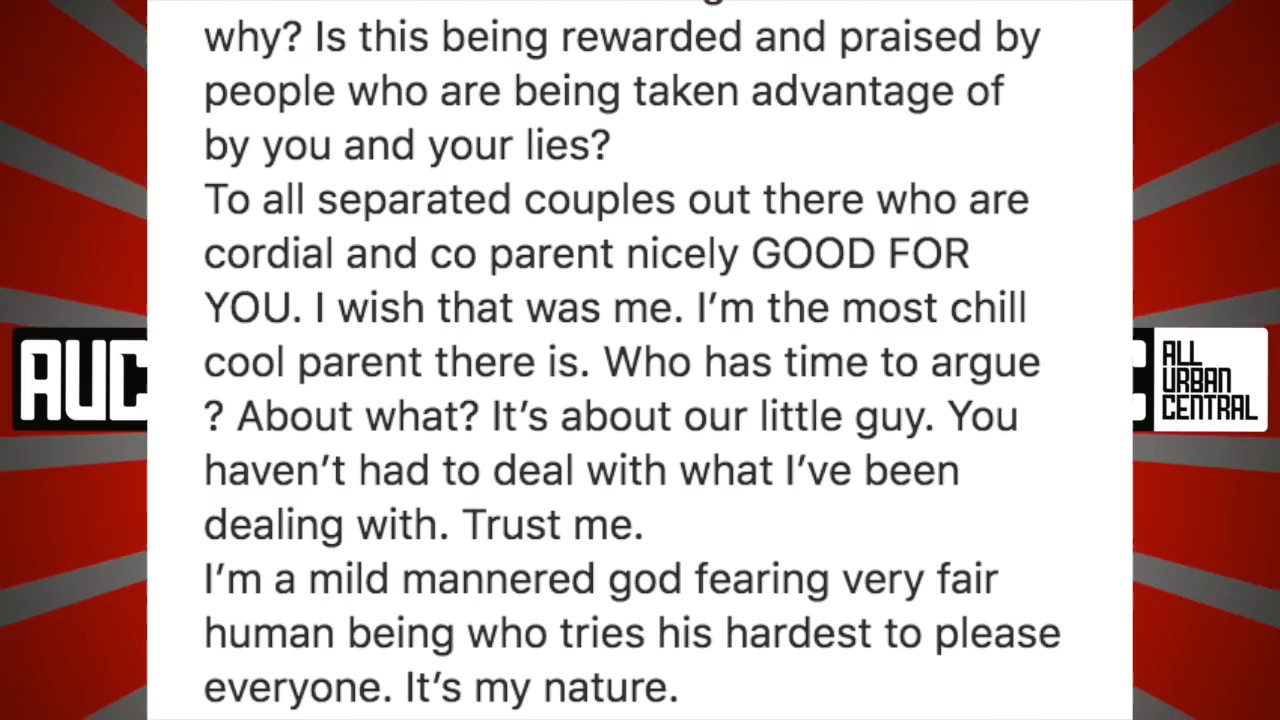 why? Is this being rewarded and praised by
people who are being taken advantage of
by you and your lies?
To all separated couples out there who are
cordial and co parent nicely GOOD FOR
YOU. I wish that was me. I’m the most chill
cool parent there is. Who has time to argue
? About what? It’s about our little guy. You
haven’t had to deal with what I’ve been
dealing with. Trust me.
I’m a mild mannered god fearing very fair
human being who tries his hardest to please
everyone. It’s my nature.
AUC
ALL
URBAN
CENTRAL